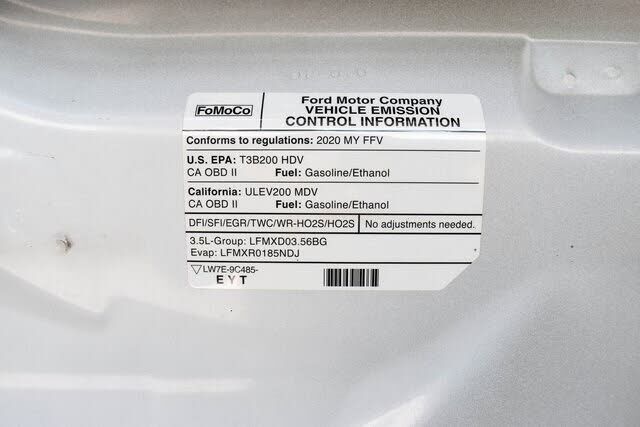 FoMoCo
Ford Motor Company
VEHICLE EMISSION
CONTROL INFORMATION
Conforms to regulations: 2020 MY FFV
U.S. EPA: T3B200 HDV
CA OBD II Fuel: Gasoline/Ethanol
California: ULEV200 MDV
CA OBD II Fuel: Gasoline/Ethanol
DFI/SFI/EGR/TWC/WR-HO2S/HO2S No adjustments needed.
3.5L-Group: LFMXD03.56BG
Evap: LFMXR0185NDJ
LW7E-9C485-
EYT